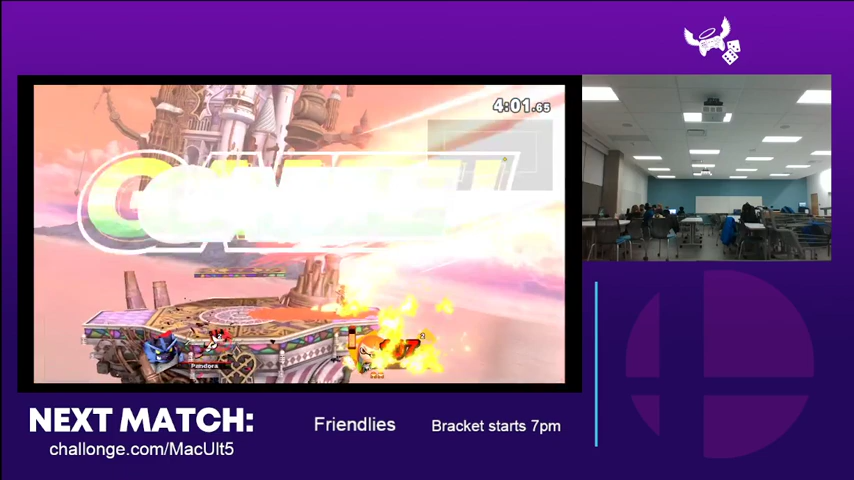 4:01.65
GAME!
Pandora
NEXT MATCH:
Friendlies
Bracket starts 7pm
challonge.com/MacUlt5